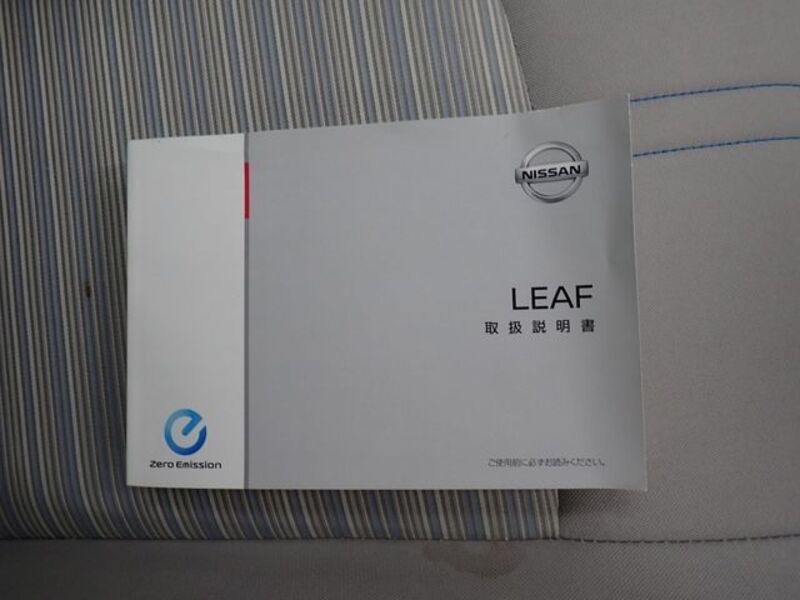 NISSAN
LEAF
取扱説明書
ご使用前に必ずお読みください。
Zero Emission